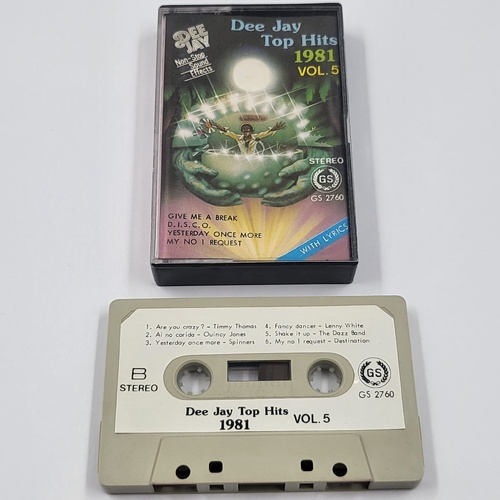 DEE
JAY
Non-Stop
Sound
Effects
Dee Jay
Top Hits
1981
VOL. 5
STEREO
GS
GS 2760
GIVE ME A BREAK
D.I.S.C.O.
YESTERDAY ONCE MORE
MY NO 1 REQUEST
WITH LYRICS
1. Are you crazy? - Timmy Thomas
2. Ai no corida - Quincy Jones
3. Yesterday once more - Spinners
4. Fancy dancer - Lenny White
5. Shake it up - The Dazz Band
6. My no 1 request - Destination
B
STEREO
GS
GS 2760
Dee Jay Top Hits
1981
VOL. 5